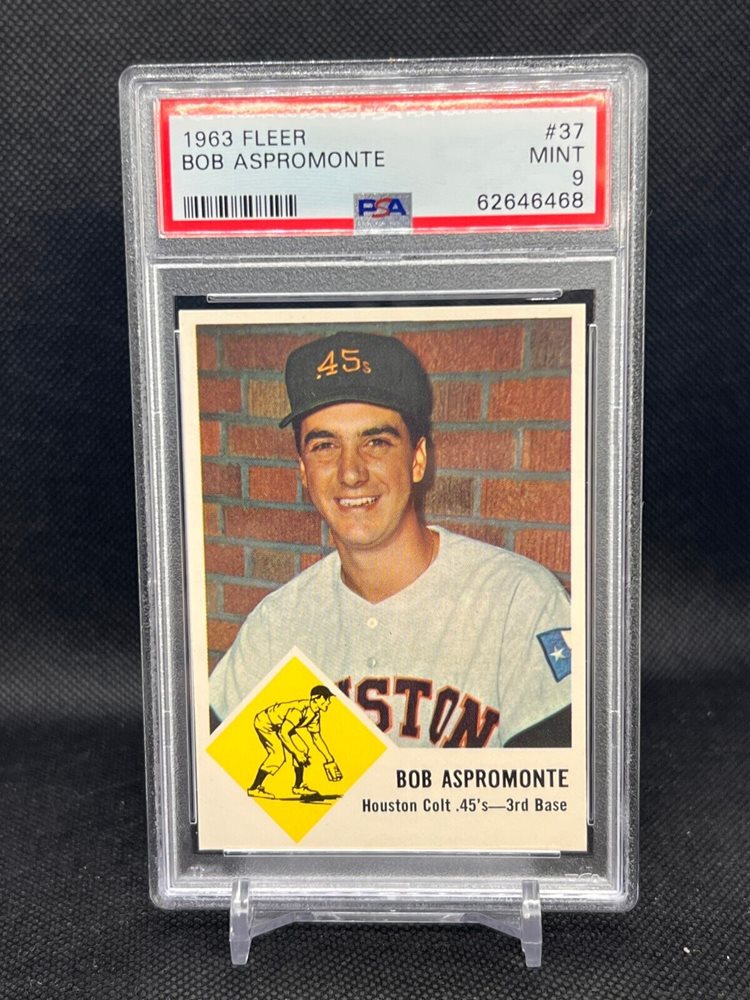 1963 FLEER #37
BOB ASPROMONTE MINT
9
PSA 62646468
.45s
STON
BOB ASPROMONTE
Houston Colt .45's—3rd Base